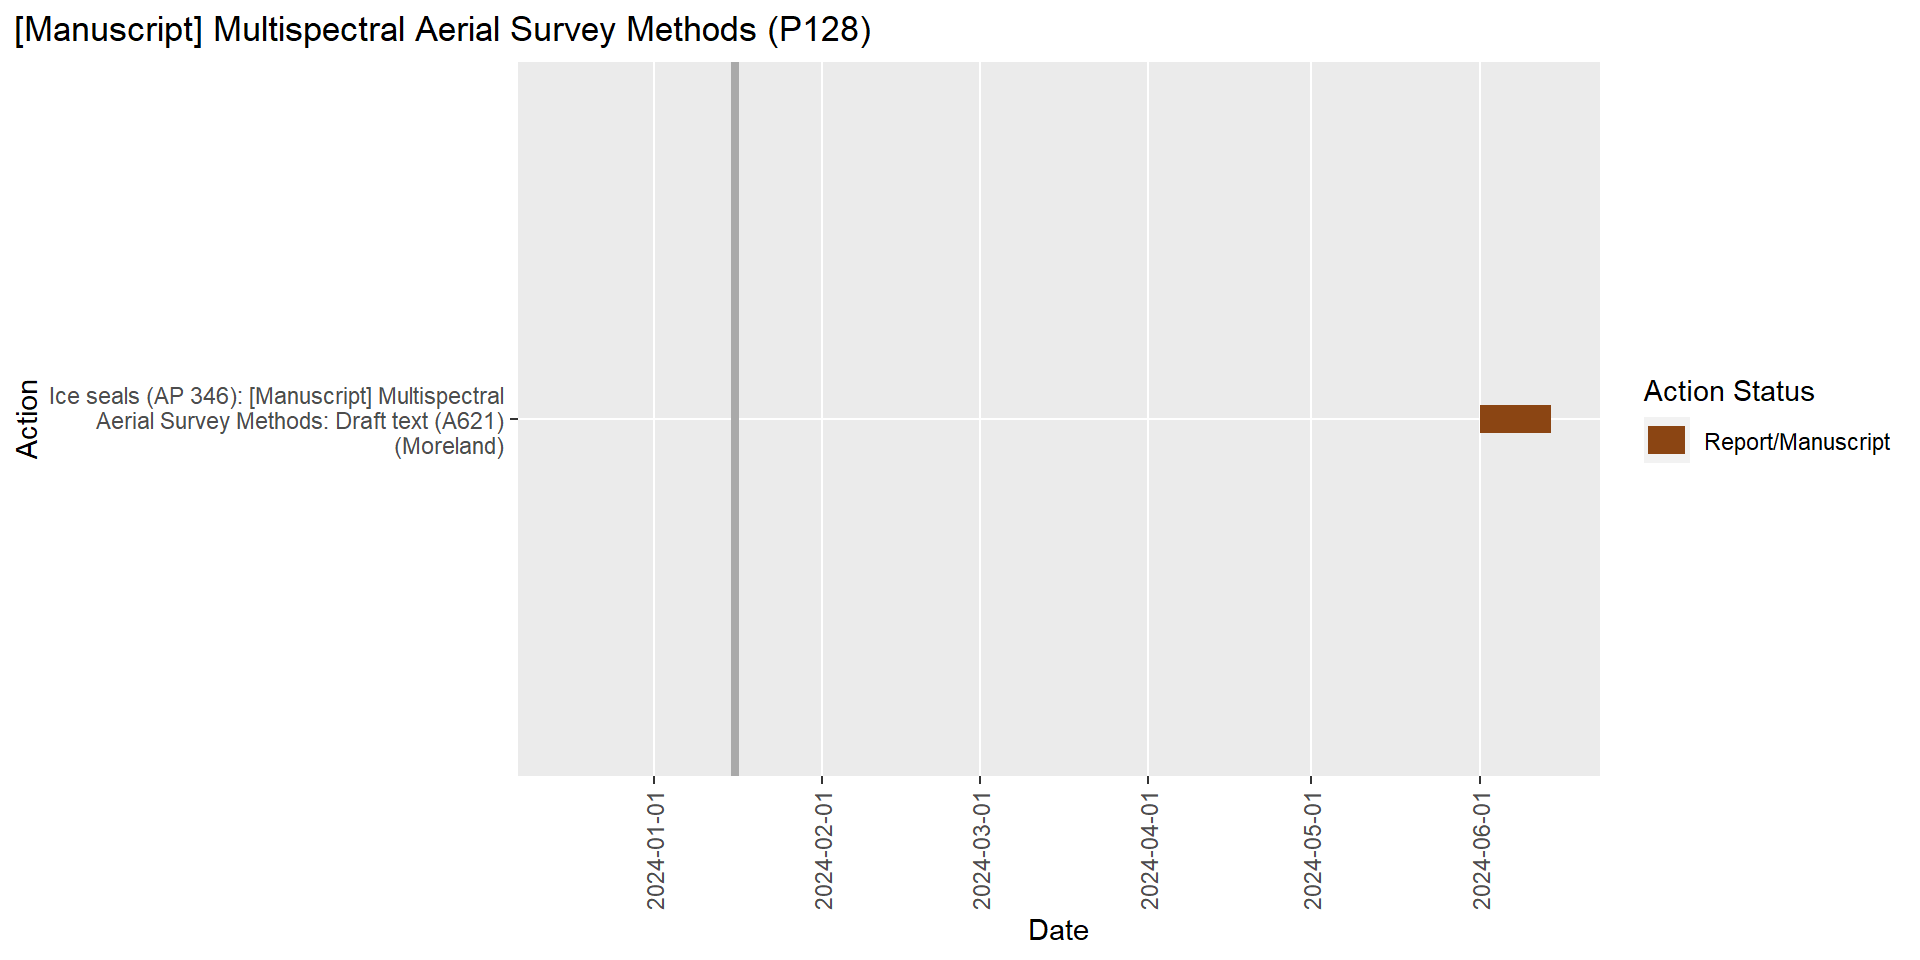 [Manuscript] Multispectral Aerial Survey Methods (P128)
Action
Ice seals (AP 346): [Manuscript] Multispectral
Aerial Survey Methods: Draft text (A621)
(Moreland)
Action Status
Report/Manuscript
2024-01-01
2024-02-01
2024-03-01
2024-04-01
2024-05-01
2024-06-01
Date